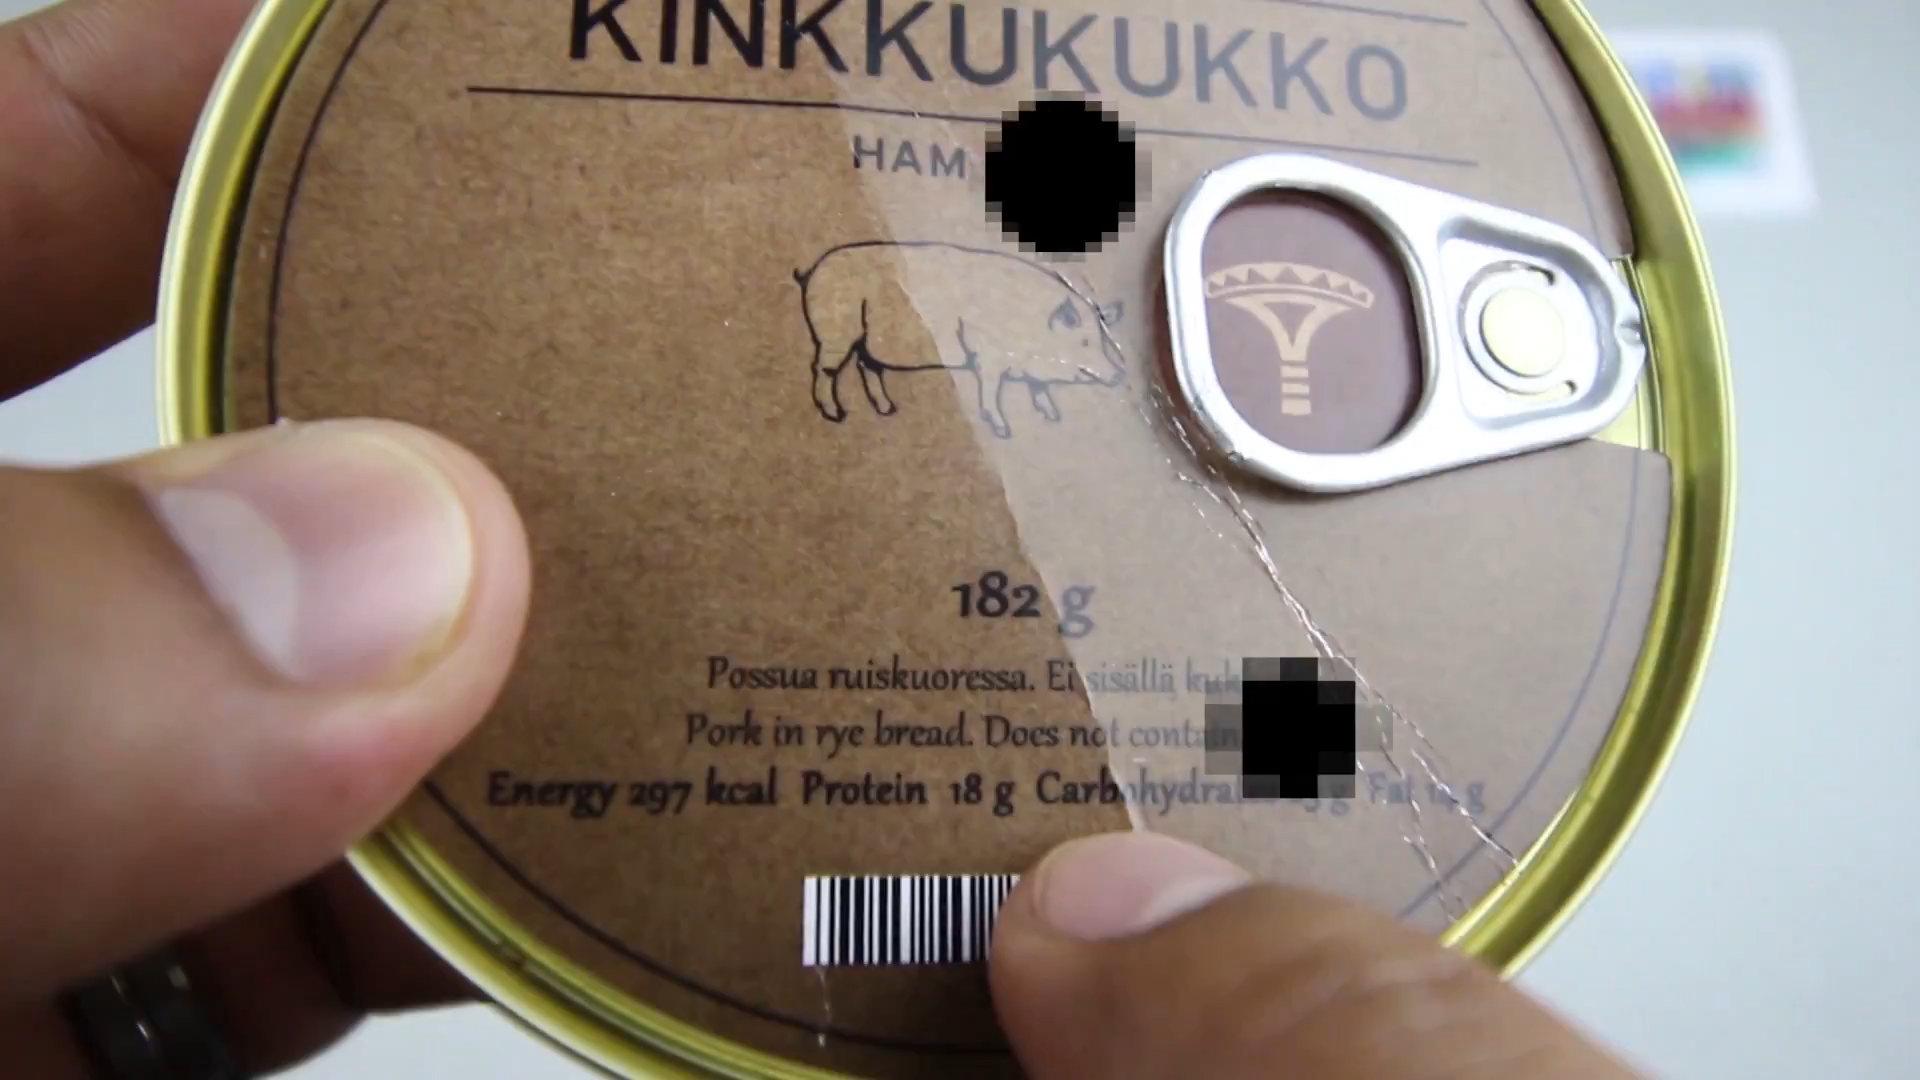 KINKKUKUKKO
HAM
182 g
Possua ruiskuoressa. Ei sisällä
Pork in rye bread. Does not contain
Energy 297 kcal Protein 18 g Fat